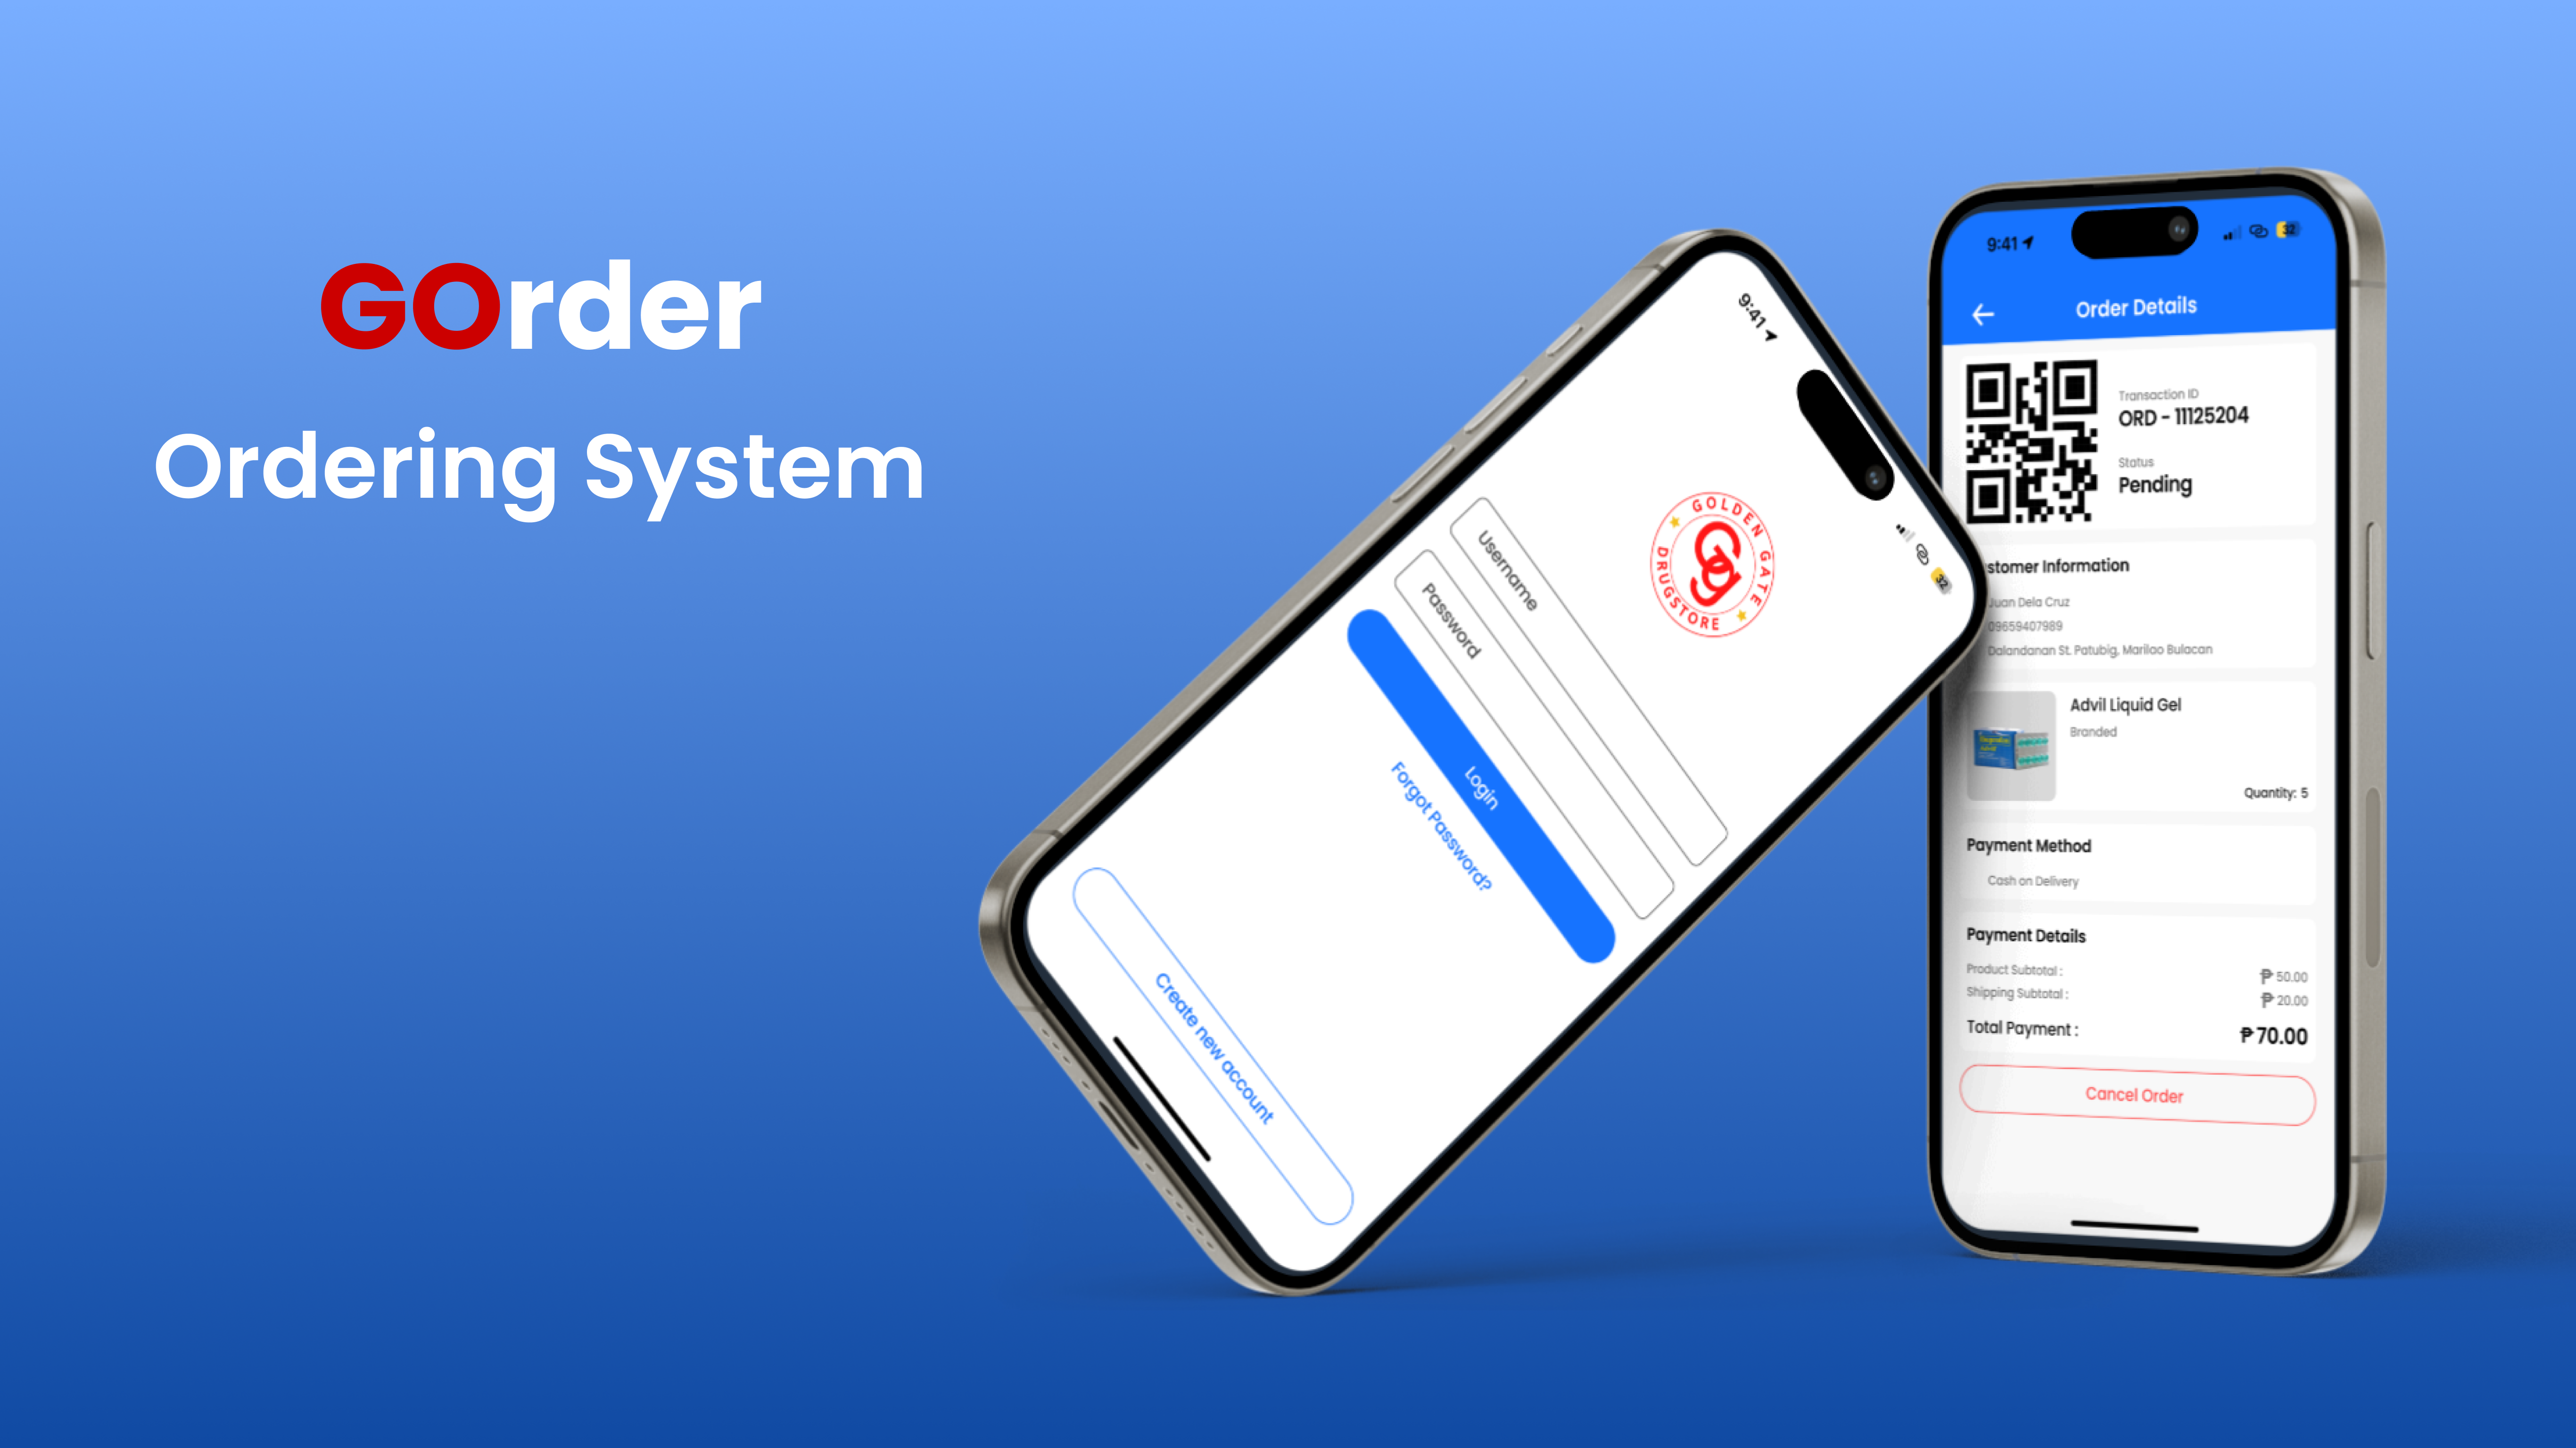 GOrder
Ordering System
9:41
32
GOLDEN GATE
DRUGSTORE
Username
Password
Login
Forgot Password?
Create new account
9:41
32
Order Details
Transaction ID
ORD - 11125204
Status
Pending
stomer Information
Juan Dela Cruz
09659407989
Dalandanan St. Patubig, Marilao Bulacan
Advil Liquid Gel
Branded
Quantity: 5
Payment Method
Cash on Delivery
Payment Details
Product Subtotal : ₱ 50.00
Shipping Subtotal : ₱ 20.00
Total Payment : ₱ 70.00
Cancel Order